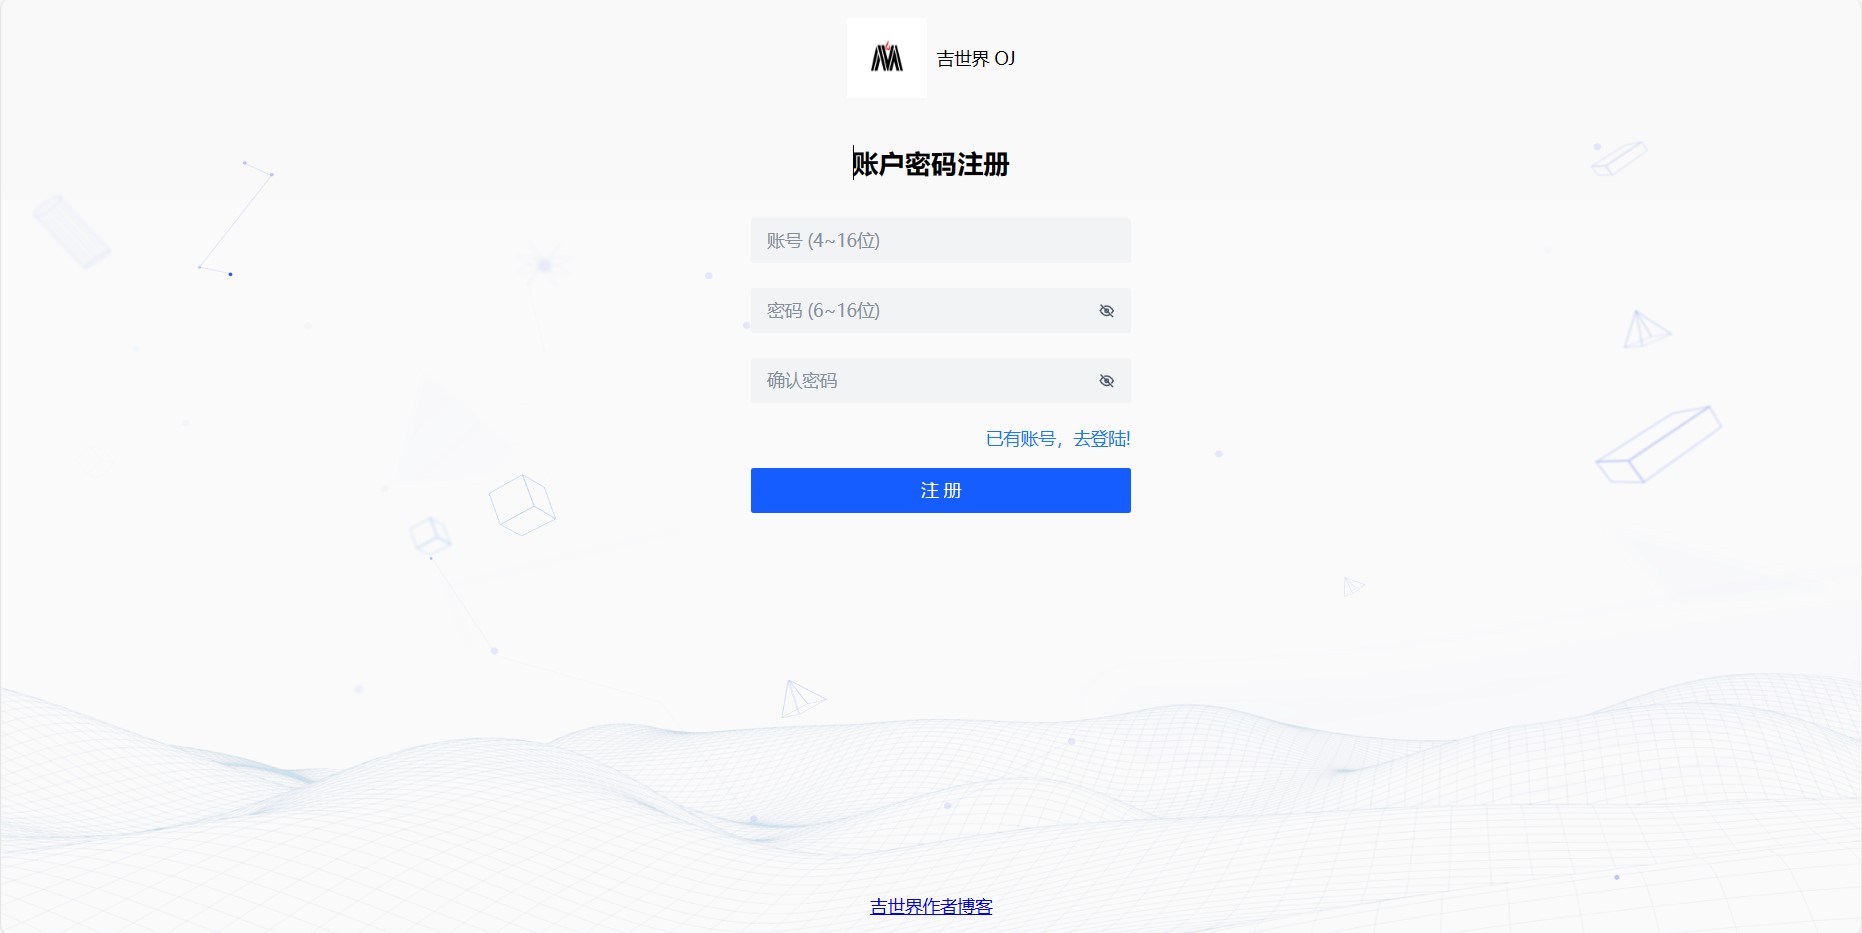 吉世界 OJ
账户密码注册
账号 (4~16位)
密码 (6~16位)
确认密码
已有账号，去登陆!
注 册
吉世界作者博客